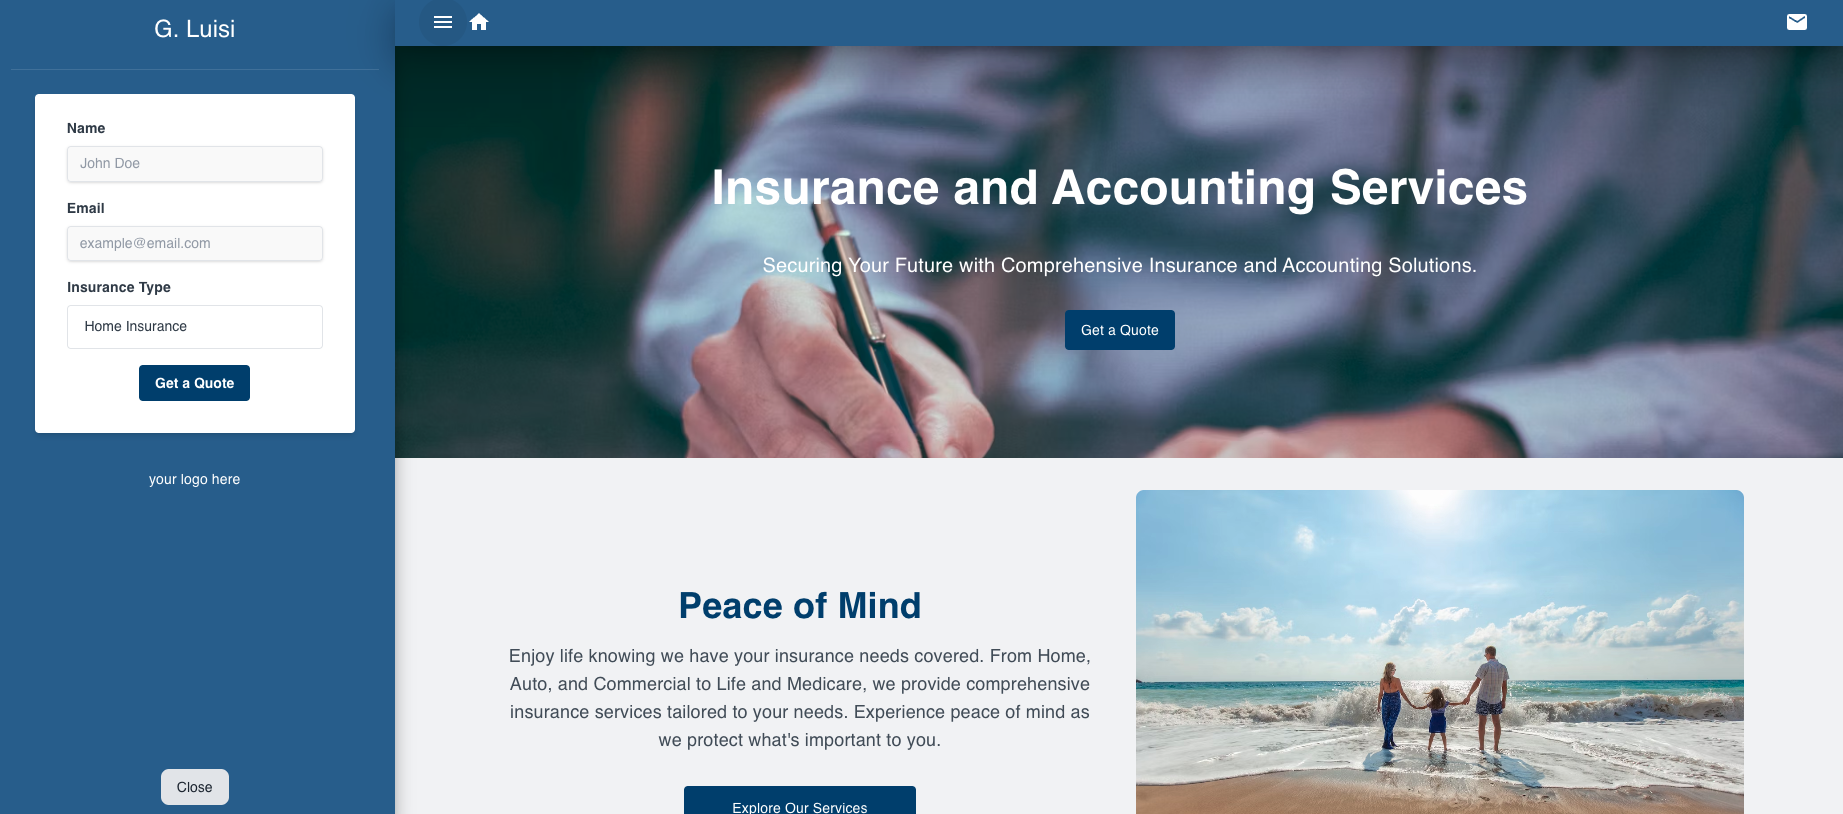 G. Luisi
Name
John Doe
Email
example@email.com
Insurance Type
Home Insurance
Get a Quote
your logo here
Close
Insurance and Accounting Services
Securing Your Future with Comprehensive Insurance and Accounting Solutions.
Get a Quote
Peace of Mind
Enjoy life knowing we have your insurance needs covered. From Home,
Auto, and Commercial to Life and Medicare, we provide comprehensive
insurance services tailored to your needs. Experience peace of mind as
we protect what's important to you.
Explore Our Services